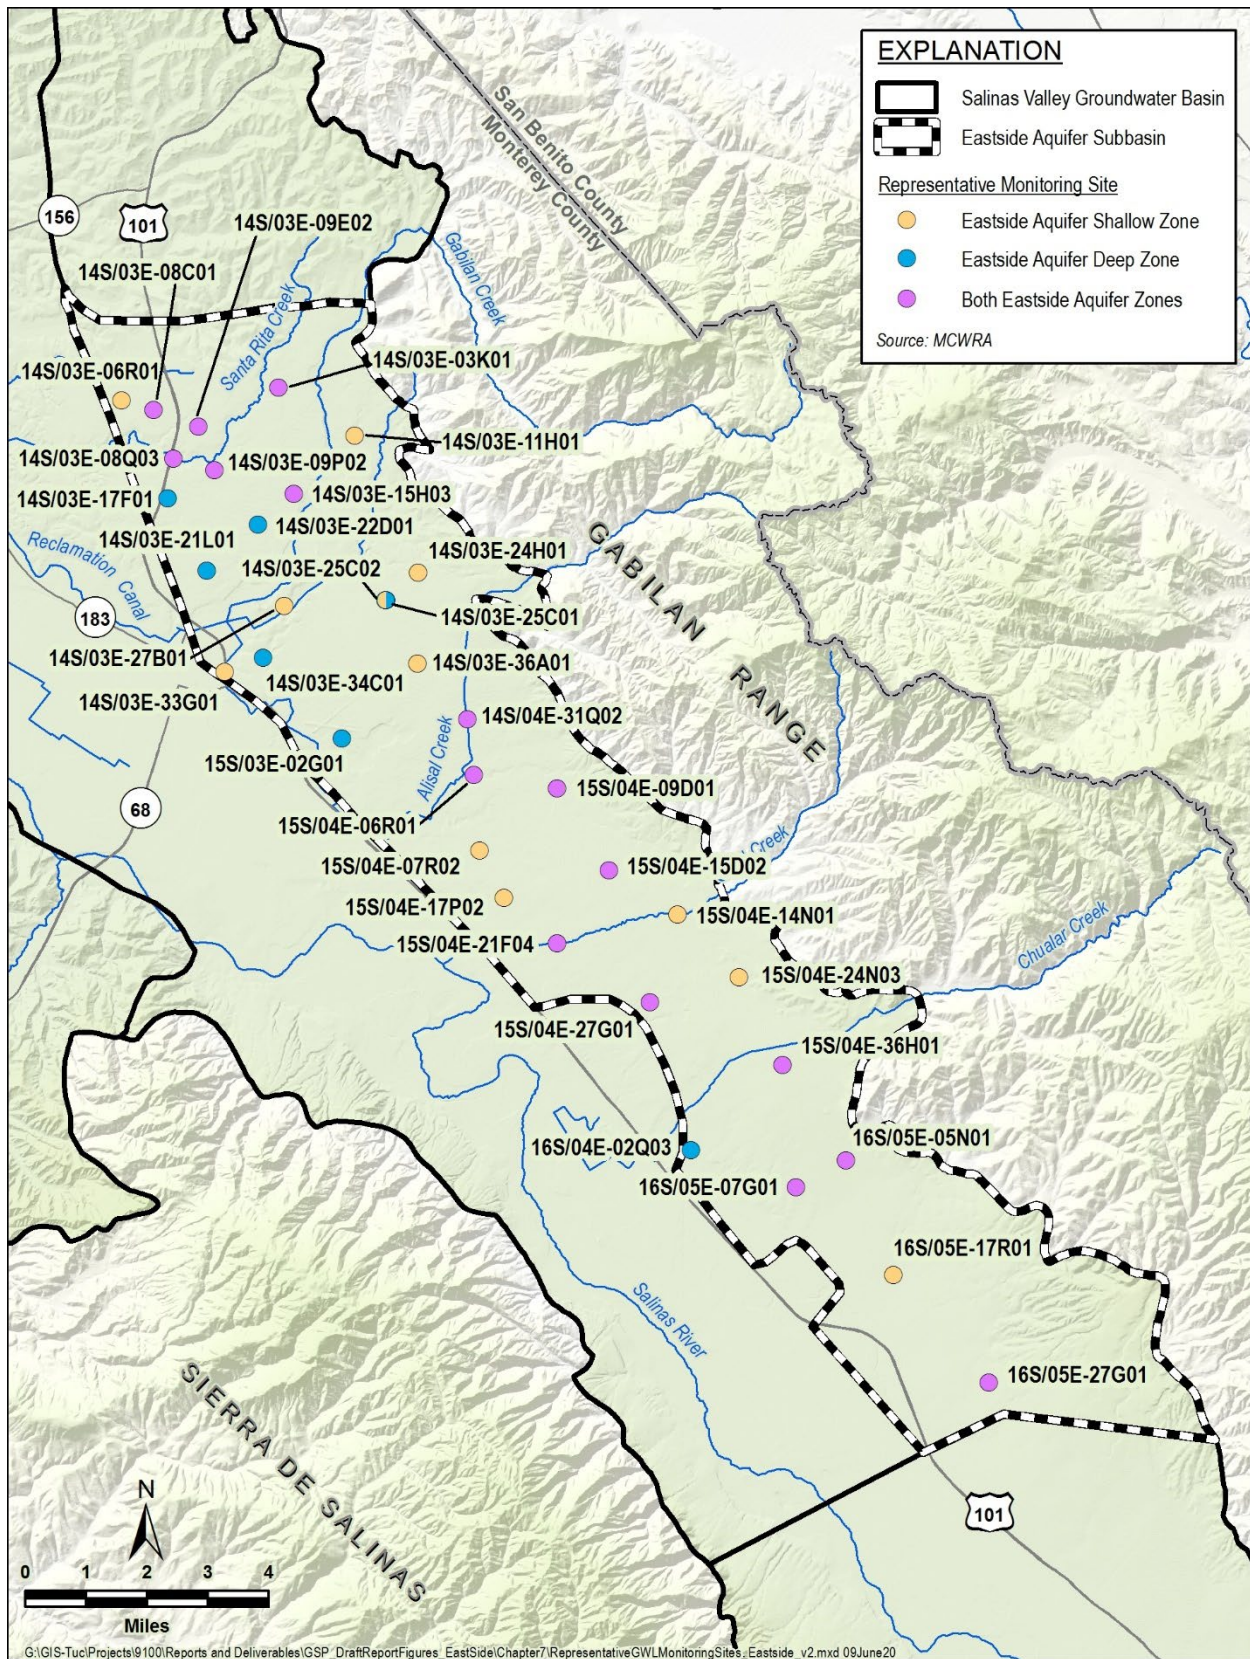 EXPLANATION
Salinas Valley Groundwater Basin
Eastside Aquifer Subbasin
Representative Monitoring Site
Eastside Aquifer Shallow Zone
Eastside Aquifer Deep Zone
Both Eastside Aquifer Zones
Source: MCWRA
San Benito County
Monterey County
156
101
14S/03E-09E02
14S/03E-08C01
Gabilan Creek
Santa Rita Creek
14S/03E-06R01
14S/03E-03K01
14S/03E-11H01
14S/03E-08Q03
14S/03E-09P02
14S/03E-17F01
14S/03E-15H03
14S/03E-22D01
14S/03E-21L01
14S/03E-24H01
Reclamation Canal
14S/03E-25C02
183
14S/03E-25C01
14S/03E-27B01
14S/03E-36A01
14S/03E-34C01
14S/03E-33G01
GABILAN RANGE
14S/04E-31Q02
15S/03E-02G01
Alisal Creek
15S/04E-09D01
68
15S/04E-06R01
15S/04E-07R02
15S/04E-15D02
Creek
15S/04E-17P02
15S/04E-14N01
15S/04E-21F04
Chualar Creek
15S/04E-24N03
15S/04E-27G01
15S/04E-36H01
16S/04E-02Q03
16S/05E-05N01
16S/05E-07G01
16S/05E-17R01
Salinas River
16S/05E-27G01
SIERRA DE SALINAS
101
N
0 1 2 3 4
Miles
G:\GIS-Tuc\Projects\9100\Reports and Deliverables\GSP_DraftReportFigures_EastSide\Chapter7\RepresentativeGWLMonitoringSites_Eastside_v2.mxd 09June20